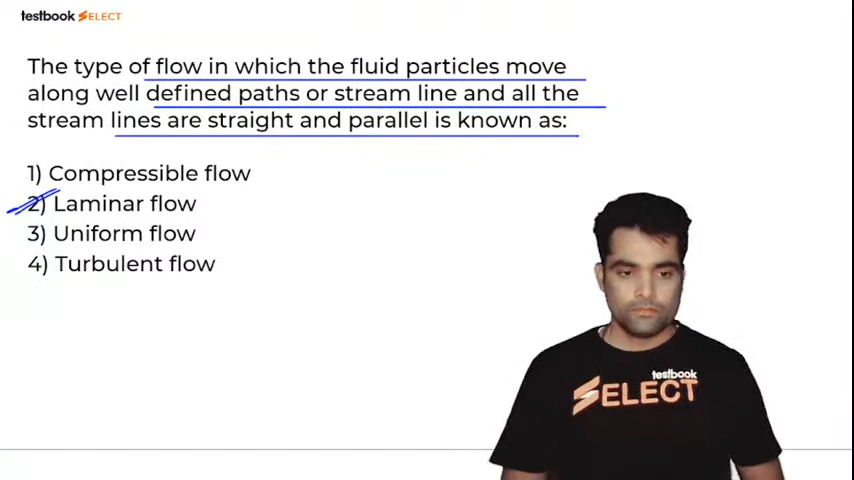 testbook SELECT
The type of flow in which the fluid particles move
along well defined paths or stream line and all the
stream lines are straight and parallel is known as:
1) Compressible flow
2) Laminar flow
3) Uniform flow
4) Turbulent flow
testbook
SELECT